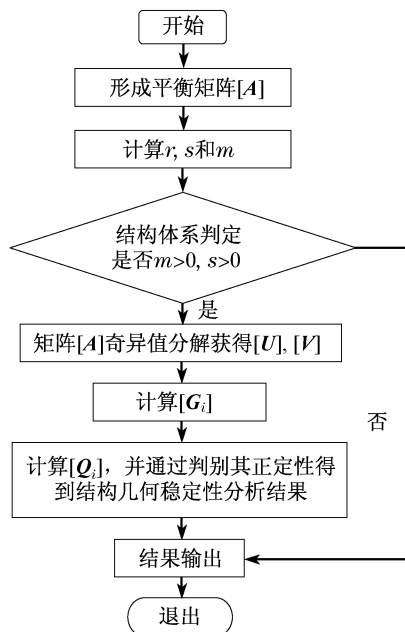 开始
形成平衡矩阵[A]
计算r, s和m
结构体系判定
是否m>0, s>0
是
矩阵[A]奇异值分解获得[U], [V]
计算[Gi]
否
计算[Qi]，并通过判别其正定性得
到结构几何稳定性分析结果
结果输出
退出